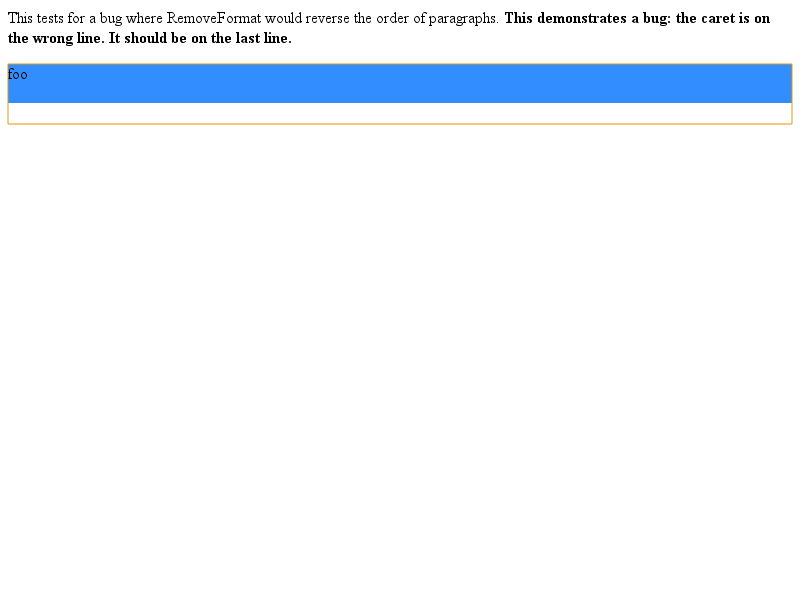 This tests for a bug where RemoveFormat would reverse the order of paragraphs. This demonstrates a bug: the caret is on
the wrong line. It should be on the last line.
foo